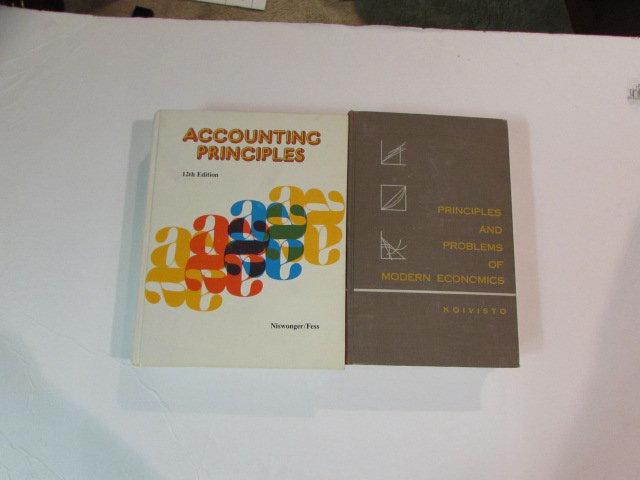 ACCOUNTING
PRINCIPLES
12th Edition
Niswonger/Fess
PRINCIPLES
AND
PROBLEMS
OF
MODERN ECONOMICS
KOIVISTO